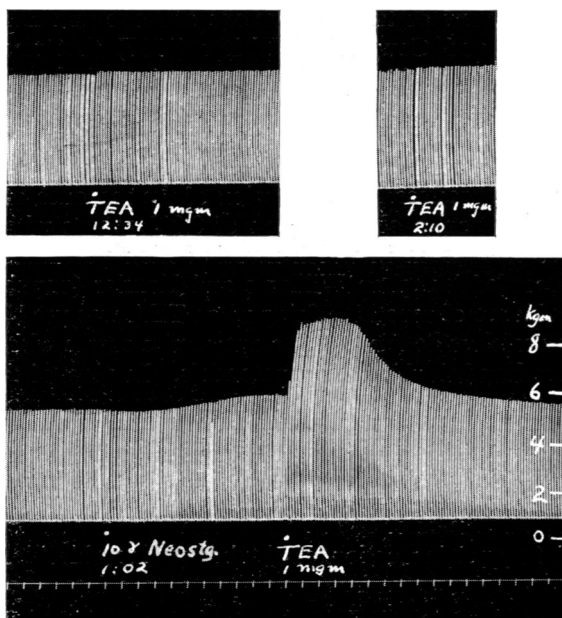 TEA 1 mgm
12:34
TEA 1 mgm
2:10
kgm
8
6
4
2
0
10 γ Neostg.
1:02
TEA
1 mgm